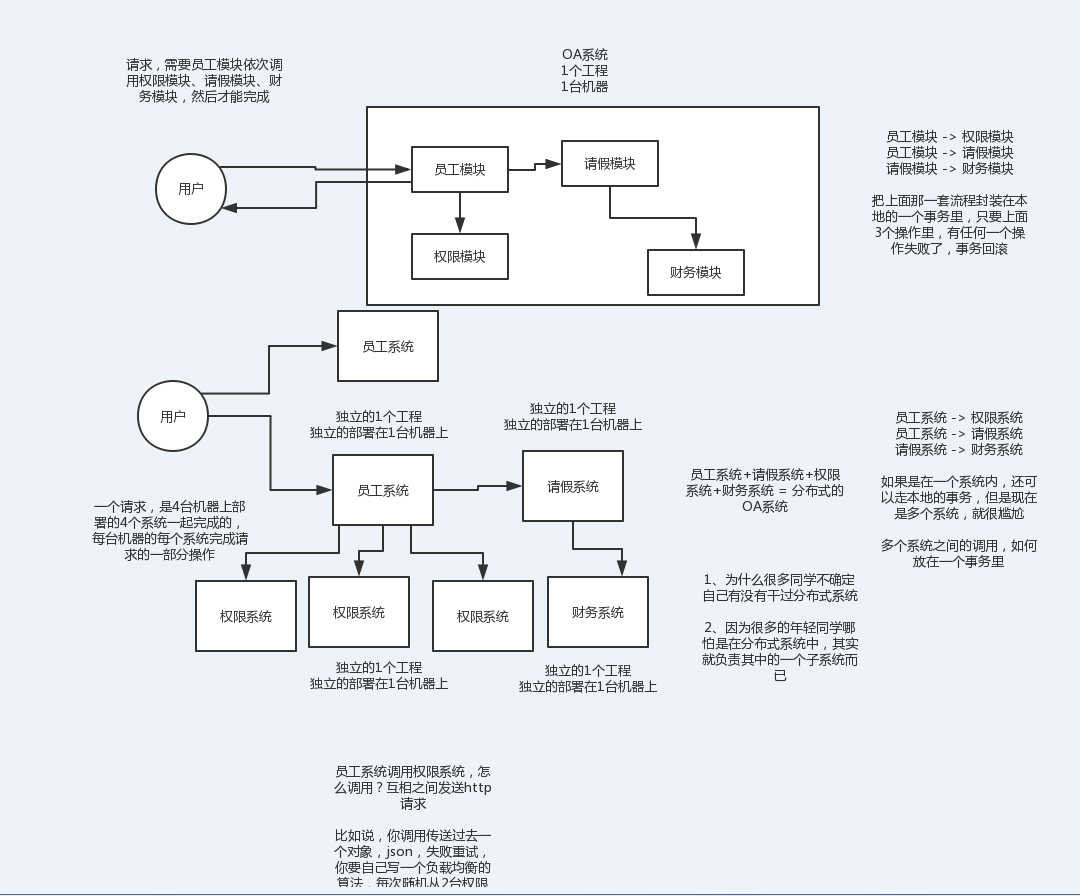 请求，需要员工模块依次调
用权限模块、请假模块、财
务模块，然后才能完成
OA系统
1个工程
1台机器
用户
员工模块
请假模块
权限模块
财务模块
员工模块 -> 权限模块
员工模块 -> 请假模块
请假模块 -> 财务模块
把上面那一套流程封装在本
地的一个事务里，只要上面
3个操作里，有任何一个操
作失败了，事务回滚
员工系统
用户
独立的1个工程
独立的部署在1台机器上
独立的1个工程
独立的部署在1台机器上
员工系统
请假系统
一个请求，是4台机器上部
署的4个系统一起完成的，
每台机器的每个系统完成请
求的一部分操作
权限系统
权限系统
权限系统
财务系统
独立的1个工程
独立的部署在1台机器上
独立的1个工程
独立的部署在1台机器上
员工系统+请假系统+权限
系统+财务系统 = 分布式的
OA系统
员工系统 -> 权限系统
员工系统 -> 请假系统
请假系统 -> 财务系统
如果是在一个系统内，还可
以走本地的事务，但是现在
是多个系统，就很尴尬
多个系统之间的调用，如何
放在一个事务里
1、为什么很多同学不确定
自己有没有干过分布式系统
2、因为很多的年轻同学哪
怕是在分布式系统中，其实
就负责其中的一个子系统而
已
员工系统调用权限系统，怎
么调用？互相之间发送http
请求
比如说，你调用传送过去一
个对象，json，失败重试，
你要自己写一个负载均衡的
算法，每次随机从2台权限